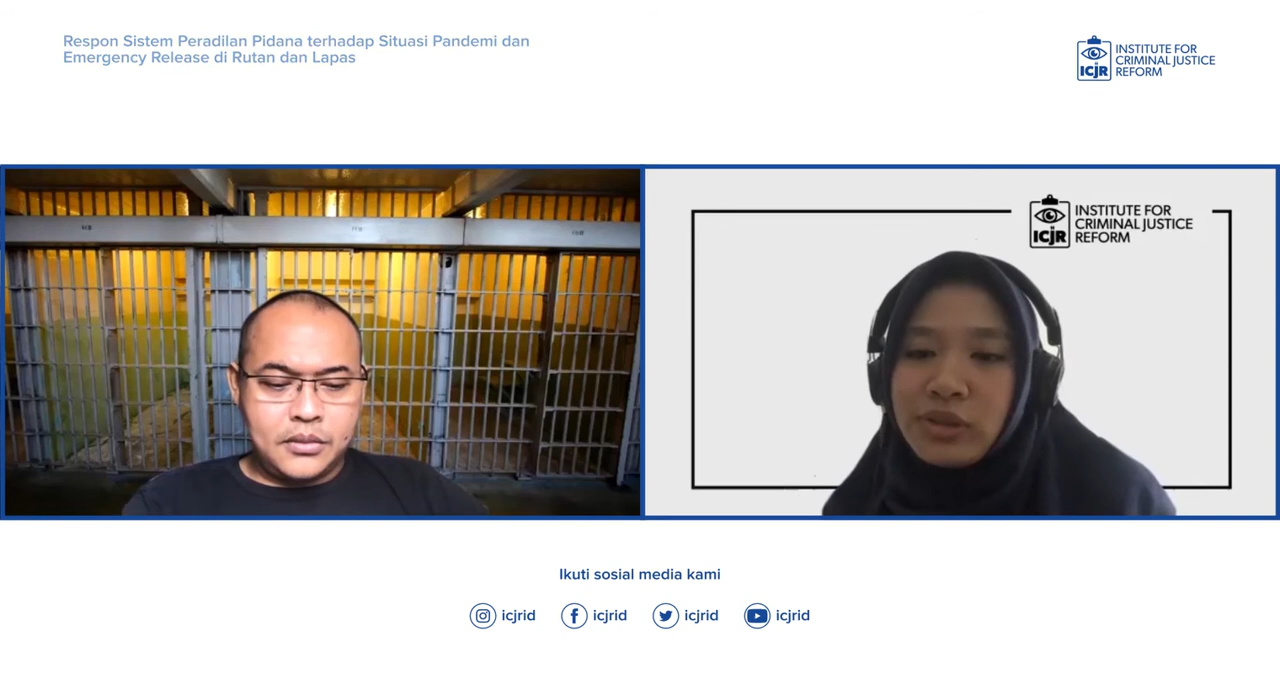 Respon Sistem Peradilan Pidana terhadap Situasi Pandemi dan
Emergency Release di Rutan dan Lapas
ICJR
INSTITUTE FOR
CRIMINAL JUSTICE
REFORM
ICJR
INSTITUTE FOR
CRIMINAL JUSTICE
REFORM
Ikuti sosial media kami
icjrid
icjrid
icjrid
icjrid